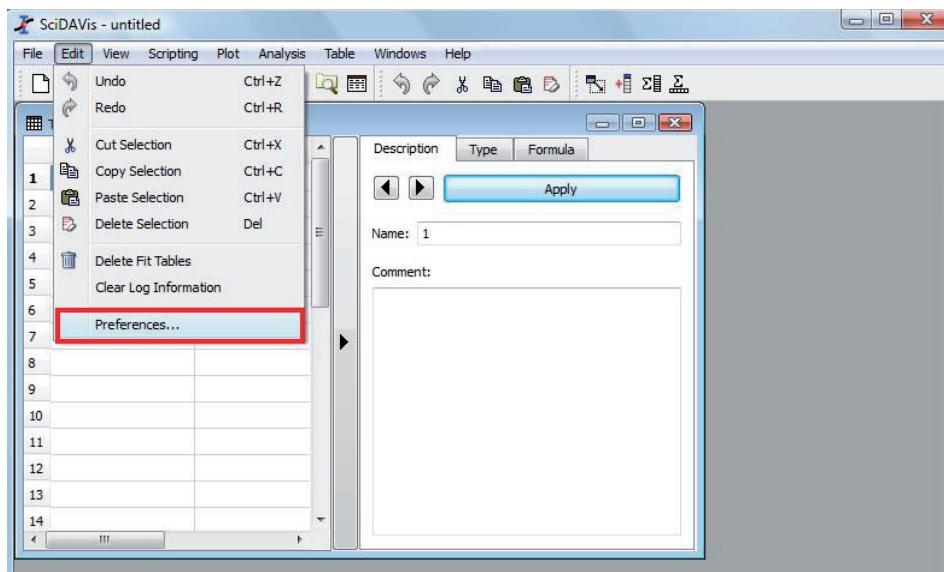 SciDAVis - untitled
File Edit View Scripting Plot Analysis Table Windows Help
Undo Ctrl+Z
Redo Ctrl+R
Cut Selection Ctrl+X
Copy Selection Ctrl+C
Paste Selection Ctrl+V
Delete Selection Del
Delete Fit Tables
Clear Log Information
Preferences...
1
2
3
4
5
6
7
8
9
10
11
12
13
14
Description Type Formula
Apply
Name: 1
Comment: